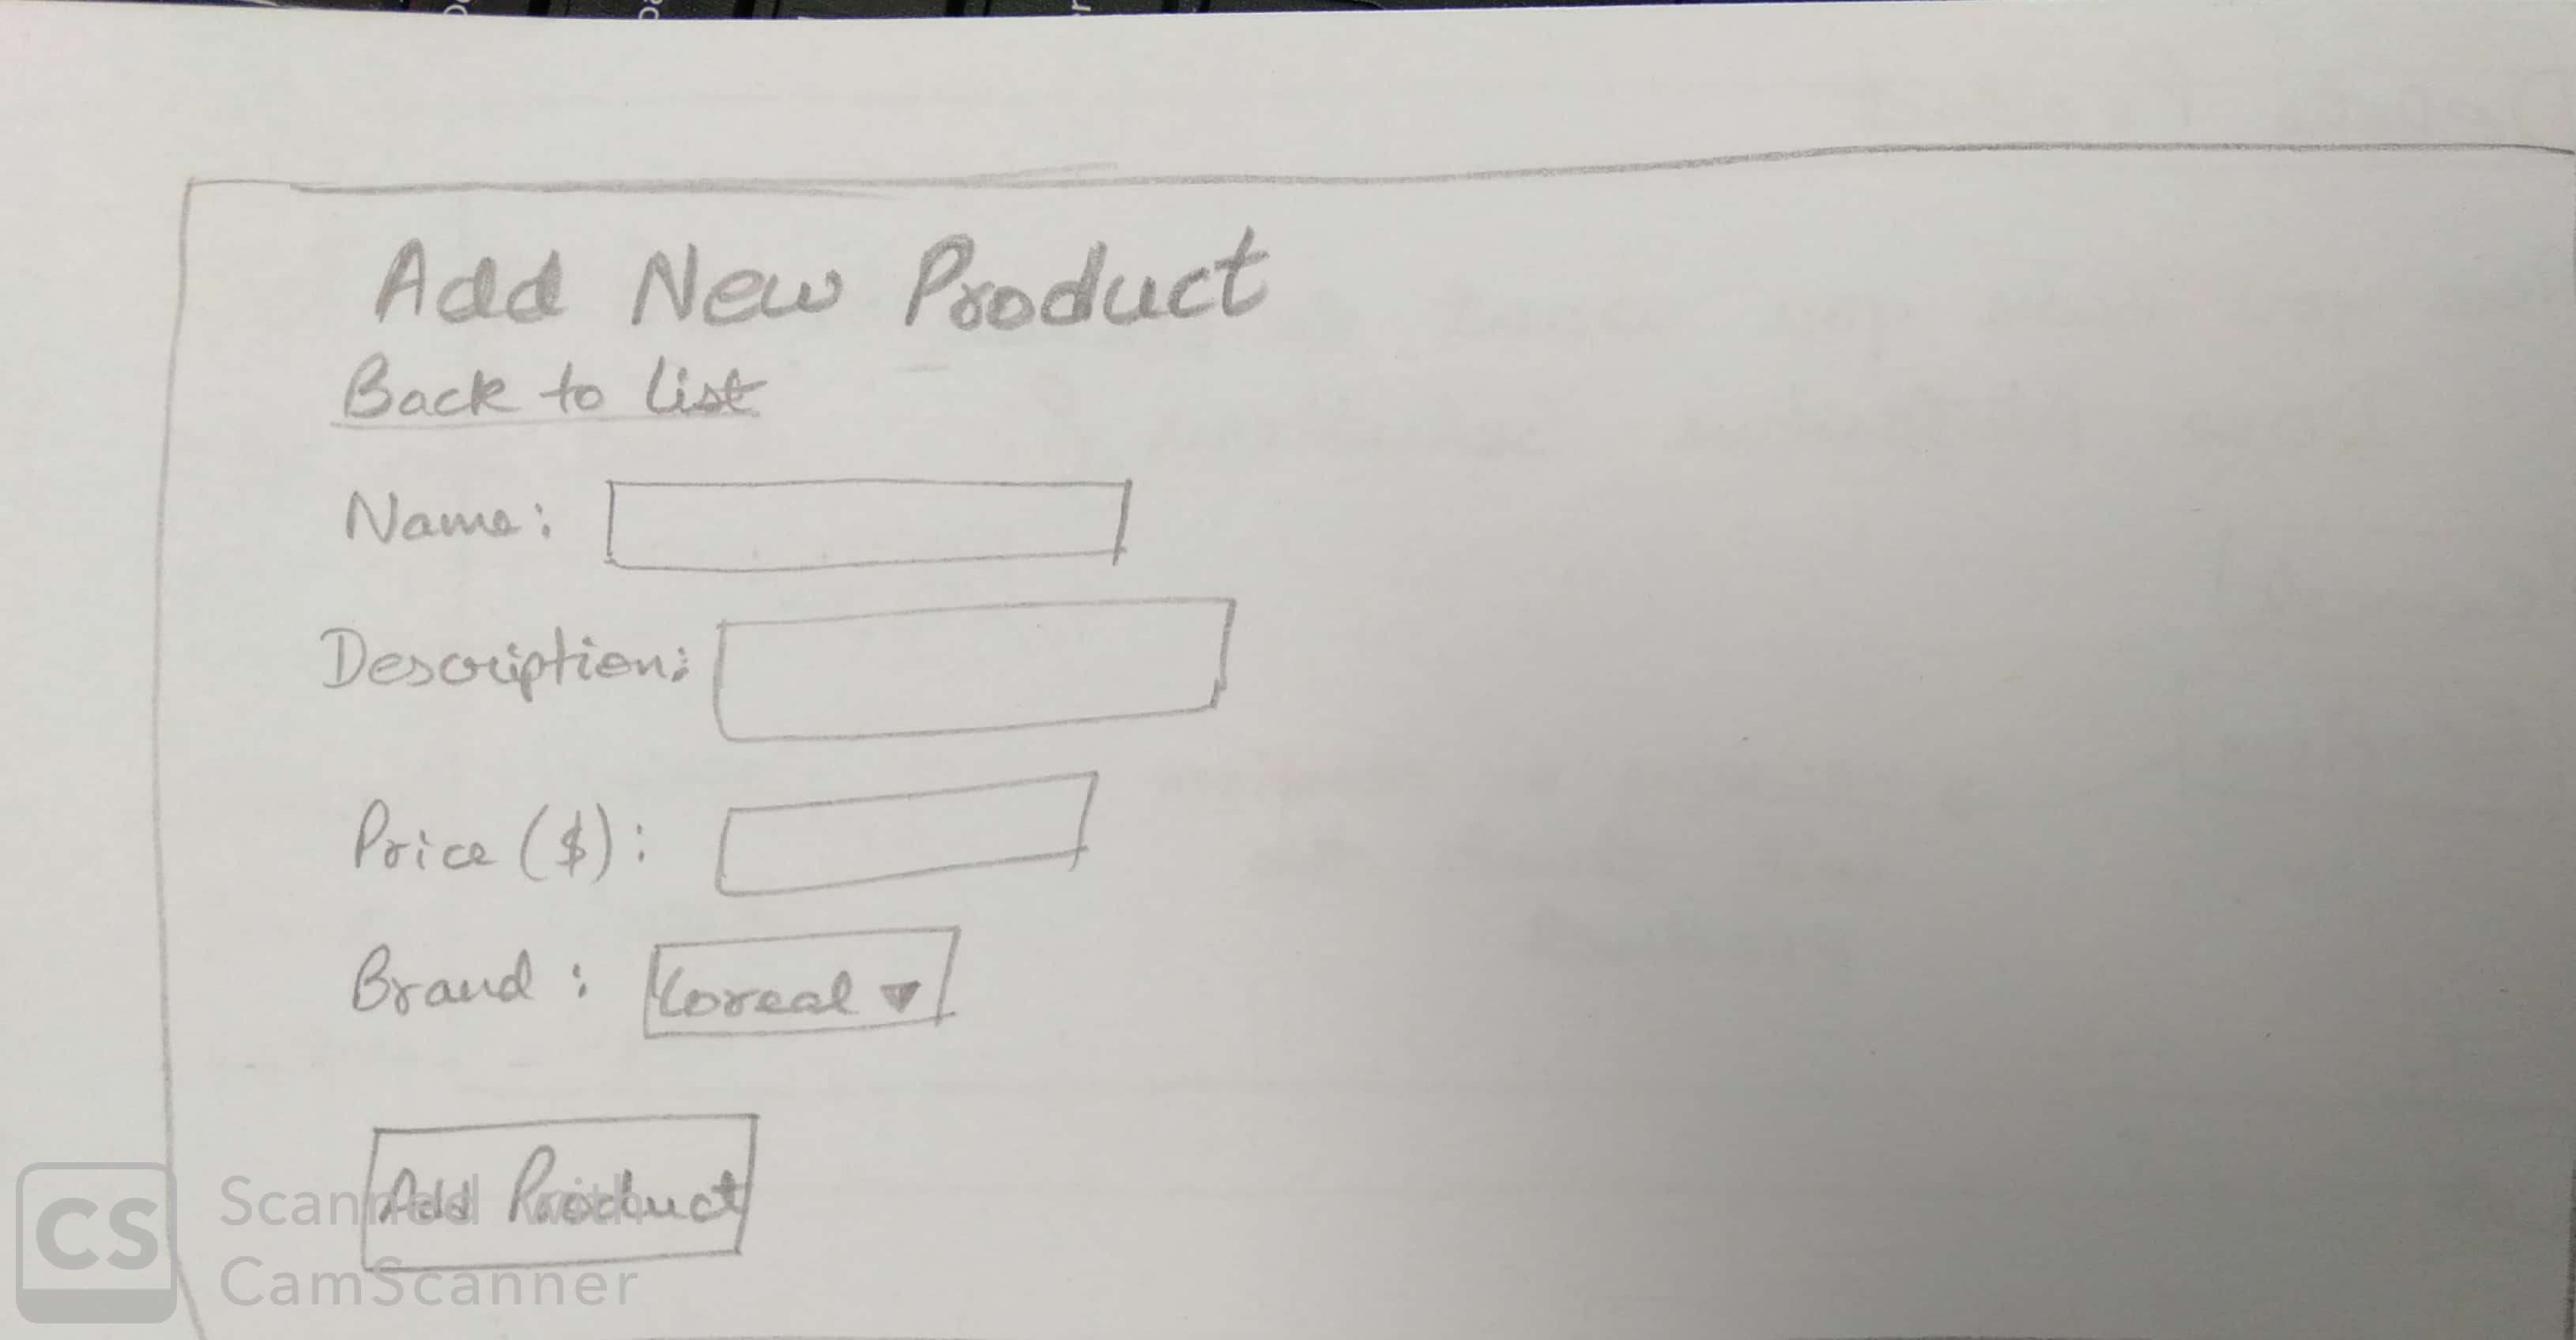 Add New Product
Back to list
Name:
Description:
Price ($):
Brand: Loreal
Add Product
CS
Scanned with
CamScanner